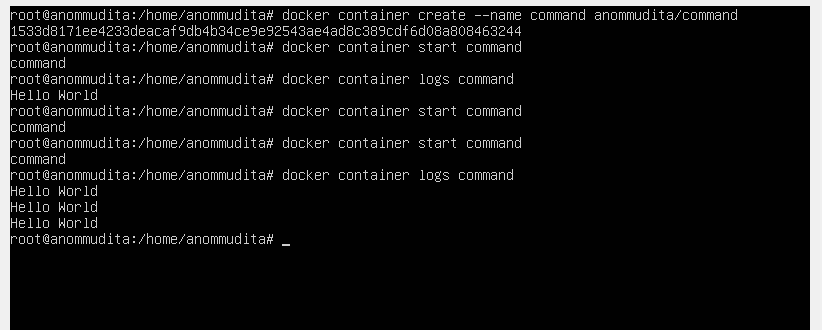 root@anommudita:/home/anommudita# docker container create --name command anommudita/command
1533d8171ee4233deacaf9db4b34ce9e92543ae4ad8c389cdf6d08a808463244
root@anommudita:/home/anommudita# docker container start command
command
root@anommudita:/home/anommudita# docker container logs command
Hello World
root@anommudita:/home/anommudita# docker container start command
command
root@anommudita:/home/anommudita# docker container start command
command
root@anommudita:/home/anommudita# docker container logs command
Hello World
Hello World
Hello World
root@anommudita:/home/anommudita# _